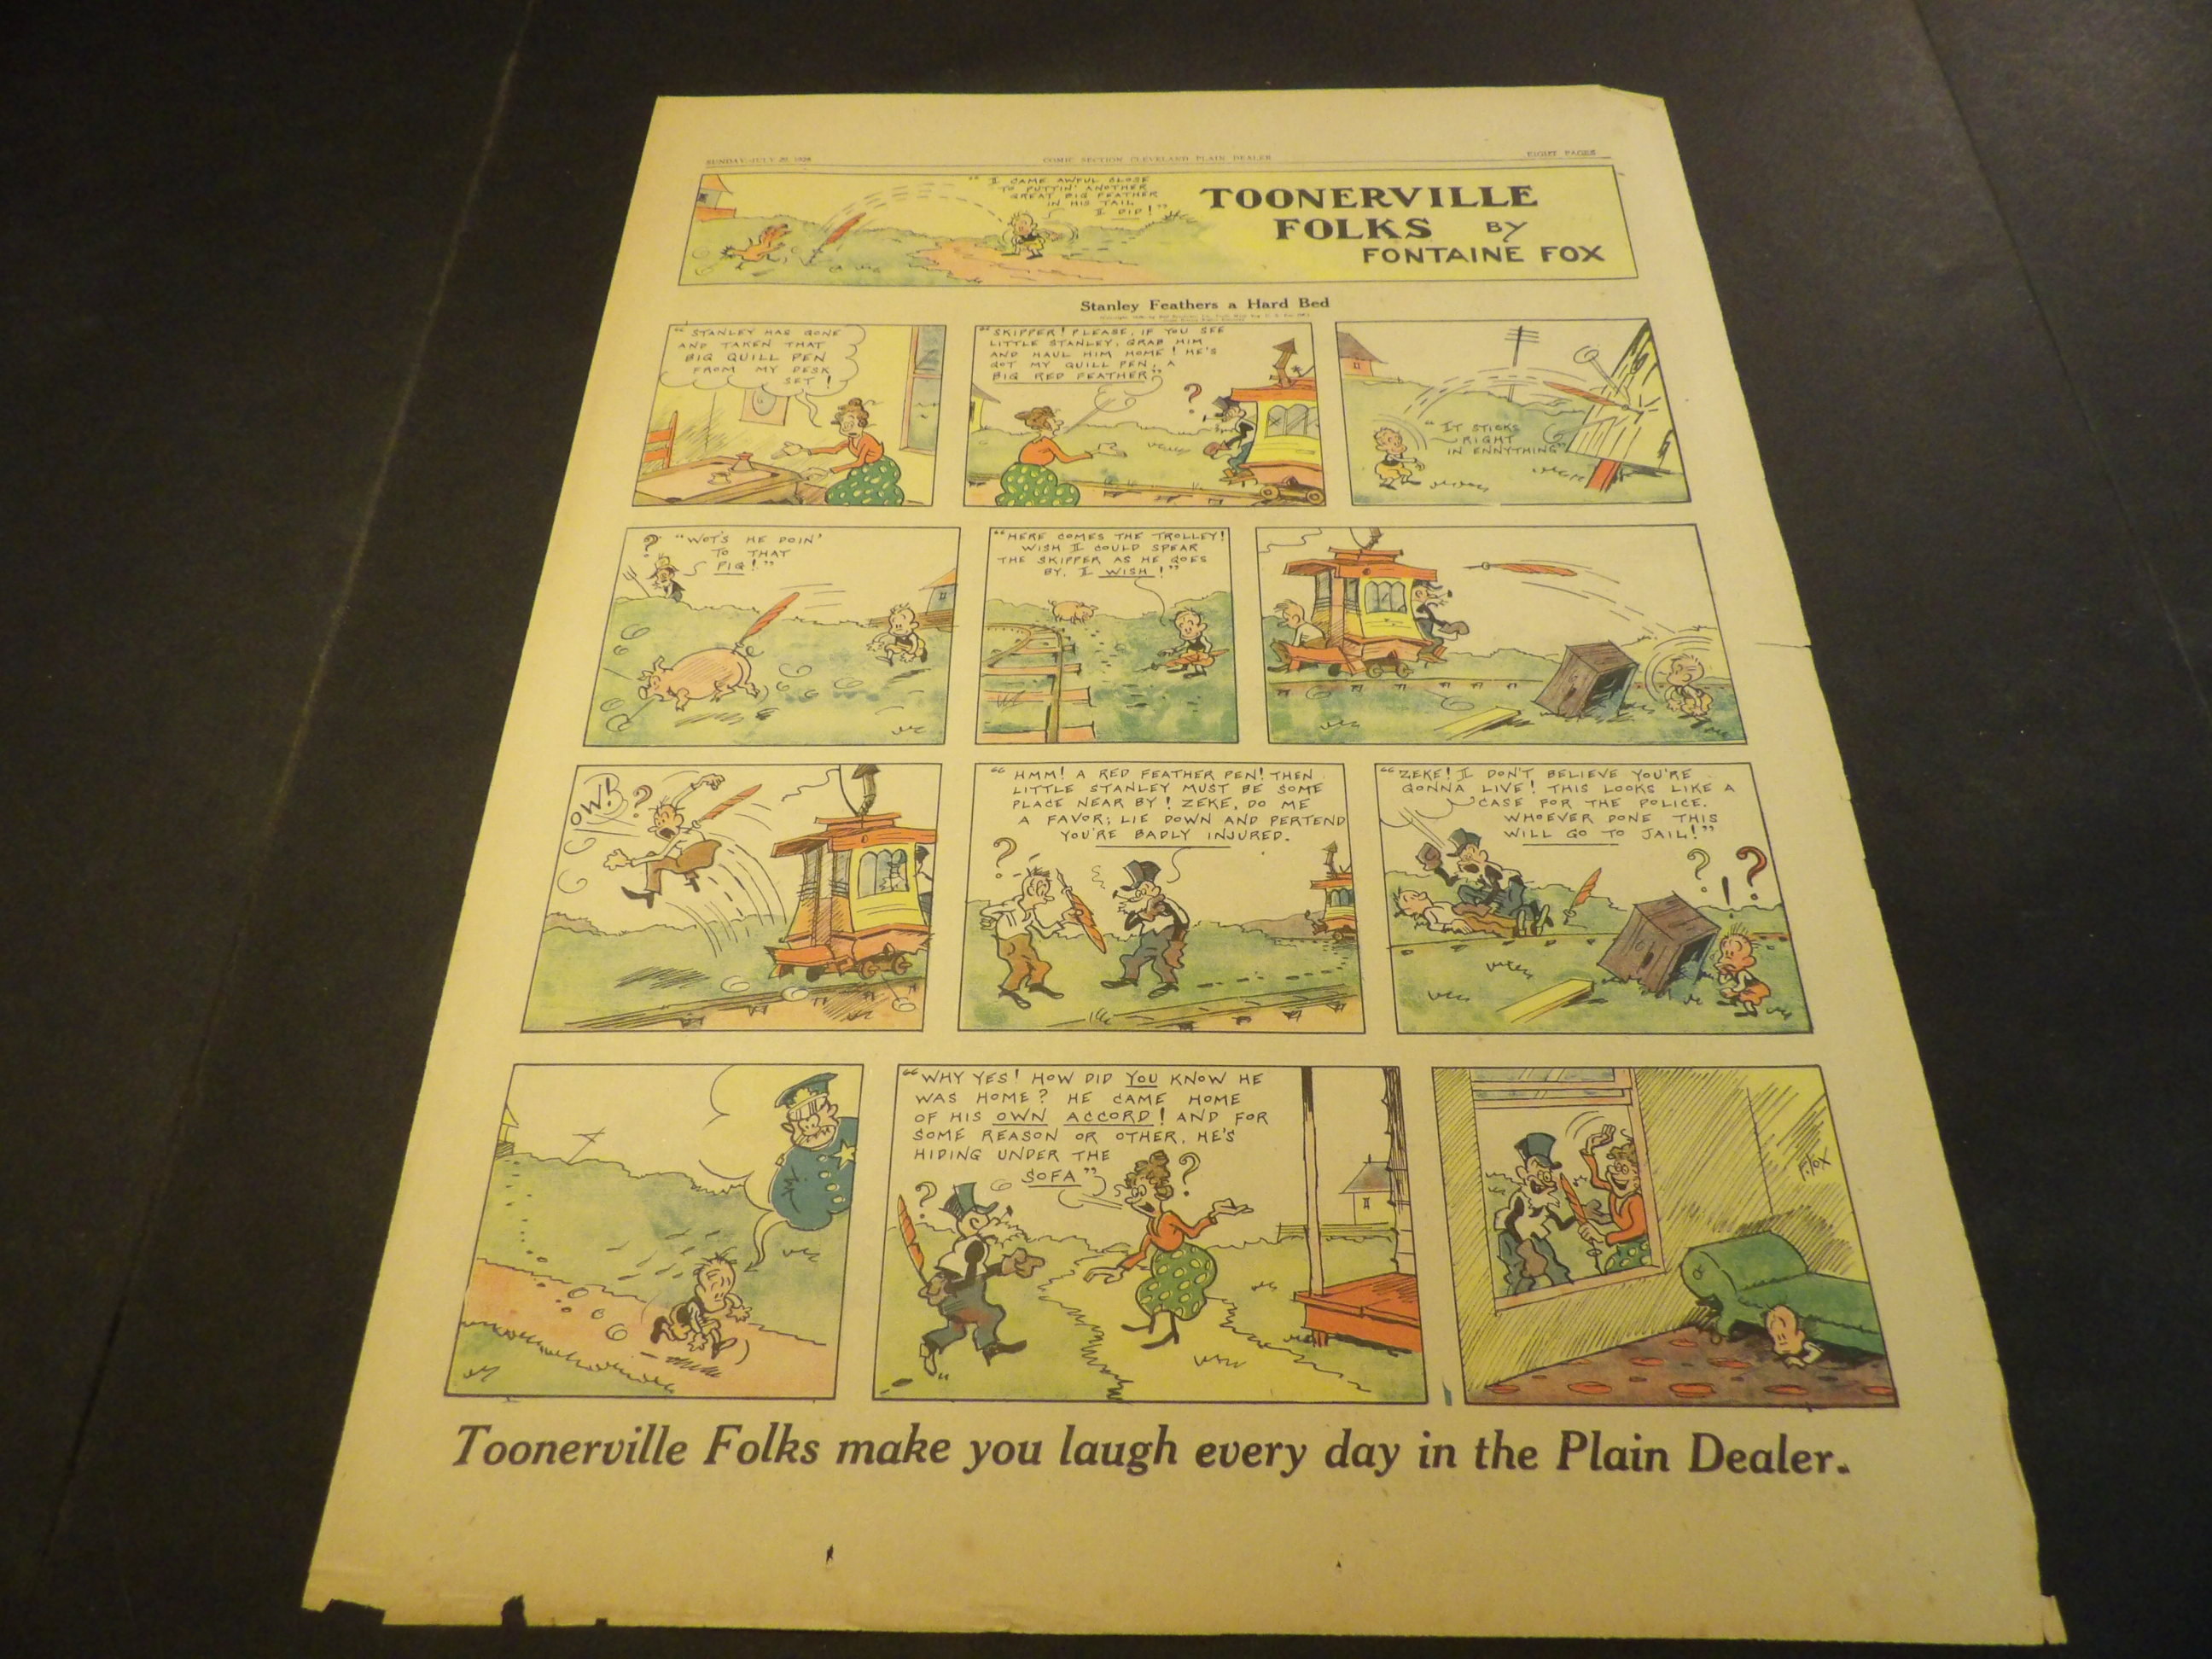 SUNDAY, JULY
COMIC SECTION CLEVELAND PLAIN DEALER
EIGHT PAGES
"I CAME AWFUL CLOSE
TO PUTTIN' ANOTHER
GREAT BIG FEATHER
IN HIS TAIL
I DID!"
TOONERVILLE
FOLKS BY
FONTAINE FOX
Stanley Feathers a Hard Bed
"STANLEY HAS GONE
AND TAKEN THAT
BIG QUILL PEN
FROM MY DESK
SET!
"SKIPPER! PLEASE, IF YOU SEE
LITTLE STANLEY, GRAB HIM
AND HAUL HIM HOME! HE'S
GOT MY QUILL PEN, A
BIG RED FEATHER"
?
"IT STICKS
RIGHT
IN ENNYTHING"
? "WOT'S HE DOIN'
TO THAT
PIG!"
"HERE COMES THE TROLLEY!
WISH I COULD SPEAR
THE SKIPPER AS HE GOES
BY. I WISH!"
OW!
?
"HMM! A RED FEATHER PEN! THEN
LITTLE STANLEY MUST BE SOME
PLACE NEAR BY! ZEKE, DO ME
A FAVOR; LIE DOWN AND PERTEND
YOU'RE BADLY INJURED.
?
"ZEKE! I DON'T BELIEVE YOU'RE
GONNA LIVE! THIS LOOKS LIKE A
CASE FOR THE POLICE.
WHOEVER DONE THIS
WILL GO TO JAIL!"
? ! ?
"WHY YES! HOW DID YOU KNOW HE
WAS HOME? HE CAME HOME
OF HIS OWN ACCORD! AND FOR
SOME REASON OR OTHER, HE'S
HIDING UNDER THE
SOFA"
? ?
F. FOX
Toonerville Folks make you laugh every day in the Plain Dealer.